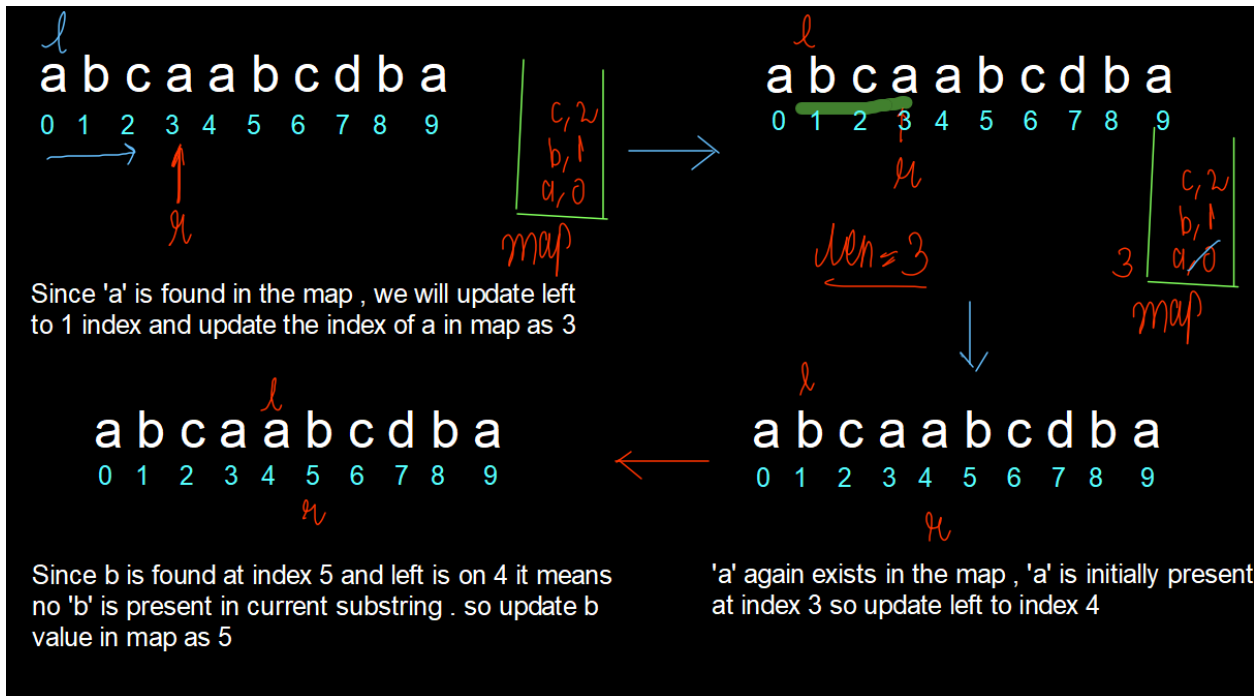 l
a b c a a b c d b a
0 1 2 3 4 5 6 7 8 9
r
c, 2
b, 1
a, 0
map
Since 'a' is found in the map , we will update left
to 1 index and update the index of a in map as 3
l
a b c a a b c d b a
0 1 2 3 4 5 6 7 8 9
r
len = 3
c, 2
b, 1
3 a, 0
map
l
a b c a a b c d b a
0 1 2 3 4 5 6 7 8 9
r
'a' again exists in the map , 'a' is initially present
at index 3 so update left to index 4
l
a b c a a b c d b a
0 1 2 3 4 5 6 7 8 9
r
Since b is found at index 5 and left is on 4 it means
no 'b' is present in current substring . so update b
value in map as 5